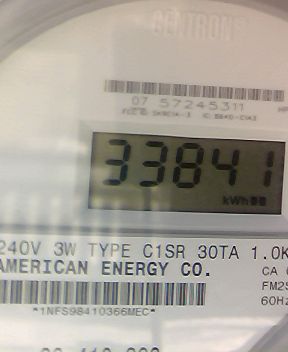 CENTRON
07 57245311
33841
kWh
240V 3W TYPE C1SR 30TA 1.0K
AMERICAN ENERGY CO.
CA
FM2S
60Hz
*1NFS98410366MEC*